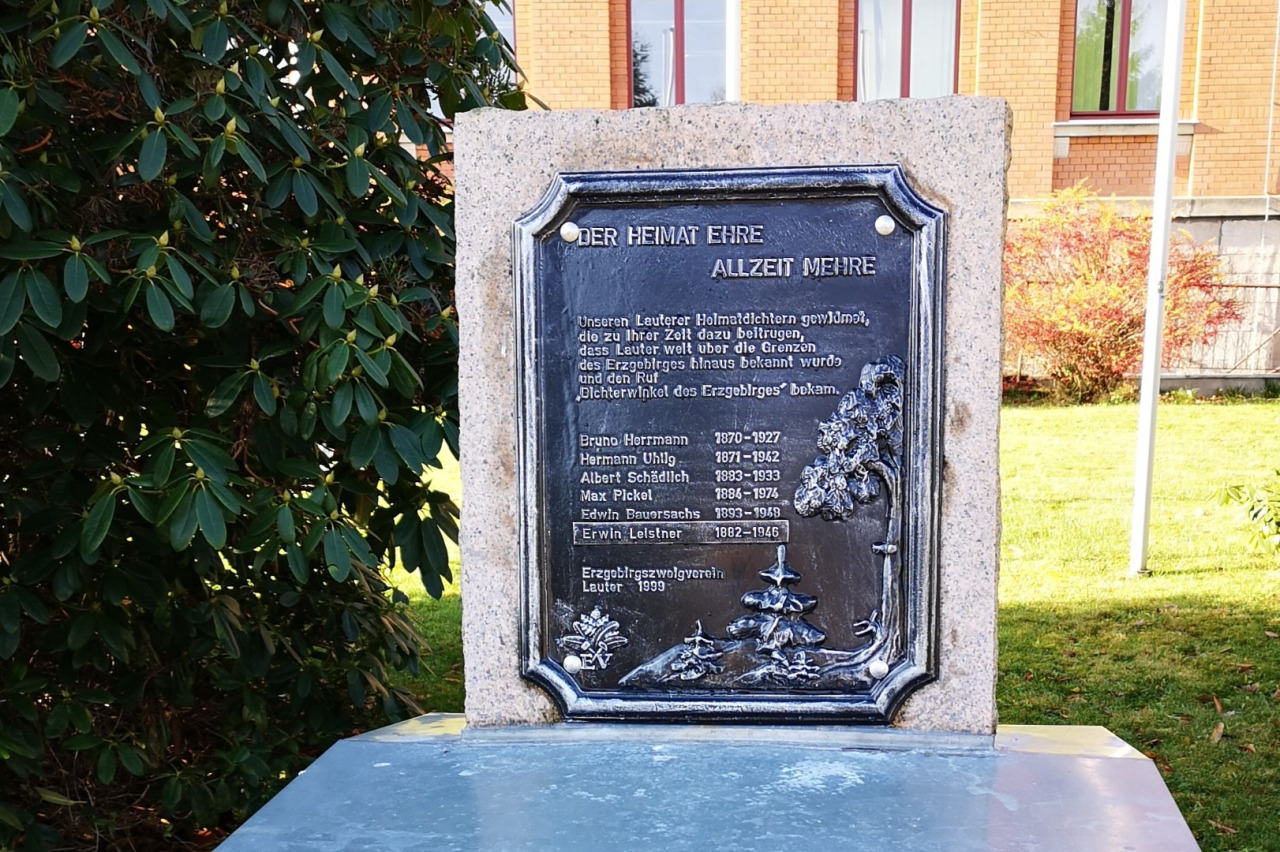 DER HEIMAT EHRE
ALLZEIT MEHRE
Unseren Lauterer Heimatdichtern gewidmet,
die zu ihrer Zeit dazu beitrugen,
dass Lauter weit über die Grenzen
des Erzgebirges hinaus bekannt wurde
und den Ruf
„Dichterwinkel des Erzgebirges“ bekam.
Bruno Herrmann 1870-1927
Hermann Uhlig 1871-1942
Albert Schädlich 1883-1933
Max Pickel 1884-1974
Edwin Bauersachs 1893-1948
Erwin Leistner 1882-1946
Erzgebirgszweigverein
Lauter 1999
EV